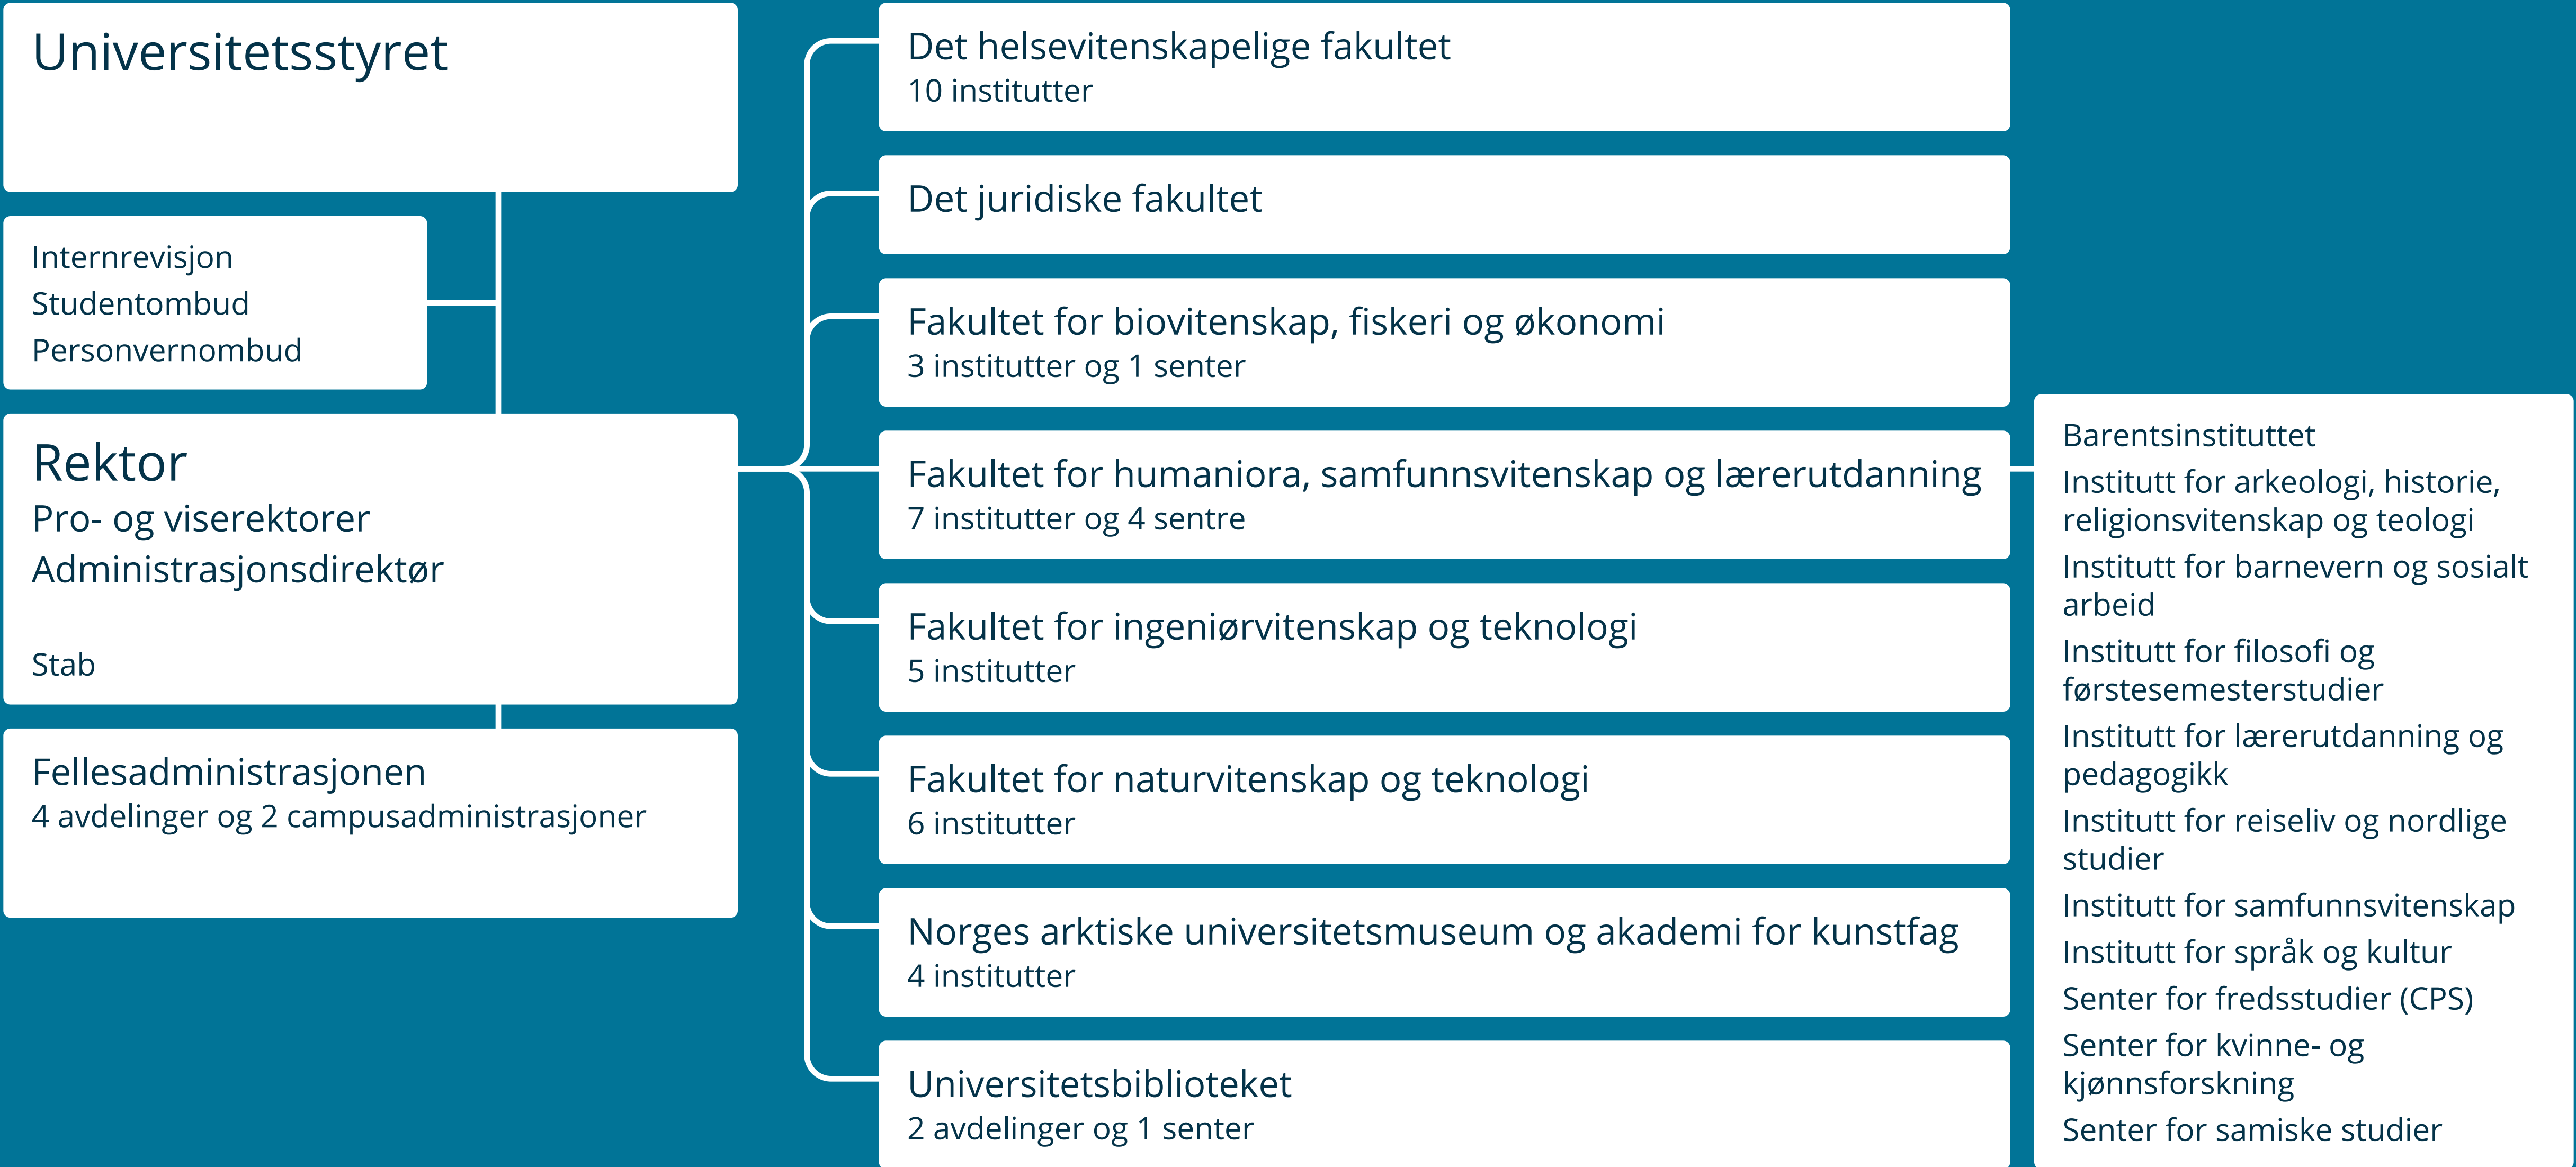 Universitetsstyret
Internrevisjon
Studentombud
Personvernombud
Rektor
Pro- og viserektorer
Administrasjonsdirektør
Stab
Fellesadministrasjonen
4 avdelinger og 2 campusadministrasjoner
Det helsevitenskapelige fakultet
10 institutter
Det juridiske fakultet
Fakultet for biovitenskap, fiskeri og økonomi
3 institutter og 1 senter
Fakultet for humaniora, samfunnsvitenskap og lærerutdanning
7 institutter og 4 sentre
Fakultet for ingeniørvitenskap og teknologi
5 institutter
Fakultet for naturvitenskap og teknologi
6 institutter
Norges arktiske universitetsmuseum og akademi for kunstfag
4 institutter
Universitetsbiblioteket
2 avdelinger og 1 senter
Barentsinstituttet
Institutt for arkeologi, historie,
religionsvitenskap og teologi
Institutt for barnevern og sosialt
arbeid
Institutt for filosofi og
førstesemesterstudier
Institutt for lærerutdanning og
pedagogikk
Institutt for reiseliv og nordlige
studier
Institutt for samfunnsvitenskap
Institutt for språk og kultur
Senter for fredsstudier (CPS)
Senter for kvinne- og
kjønnsforskning
Senter for samiske studier